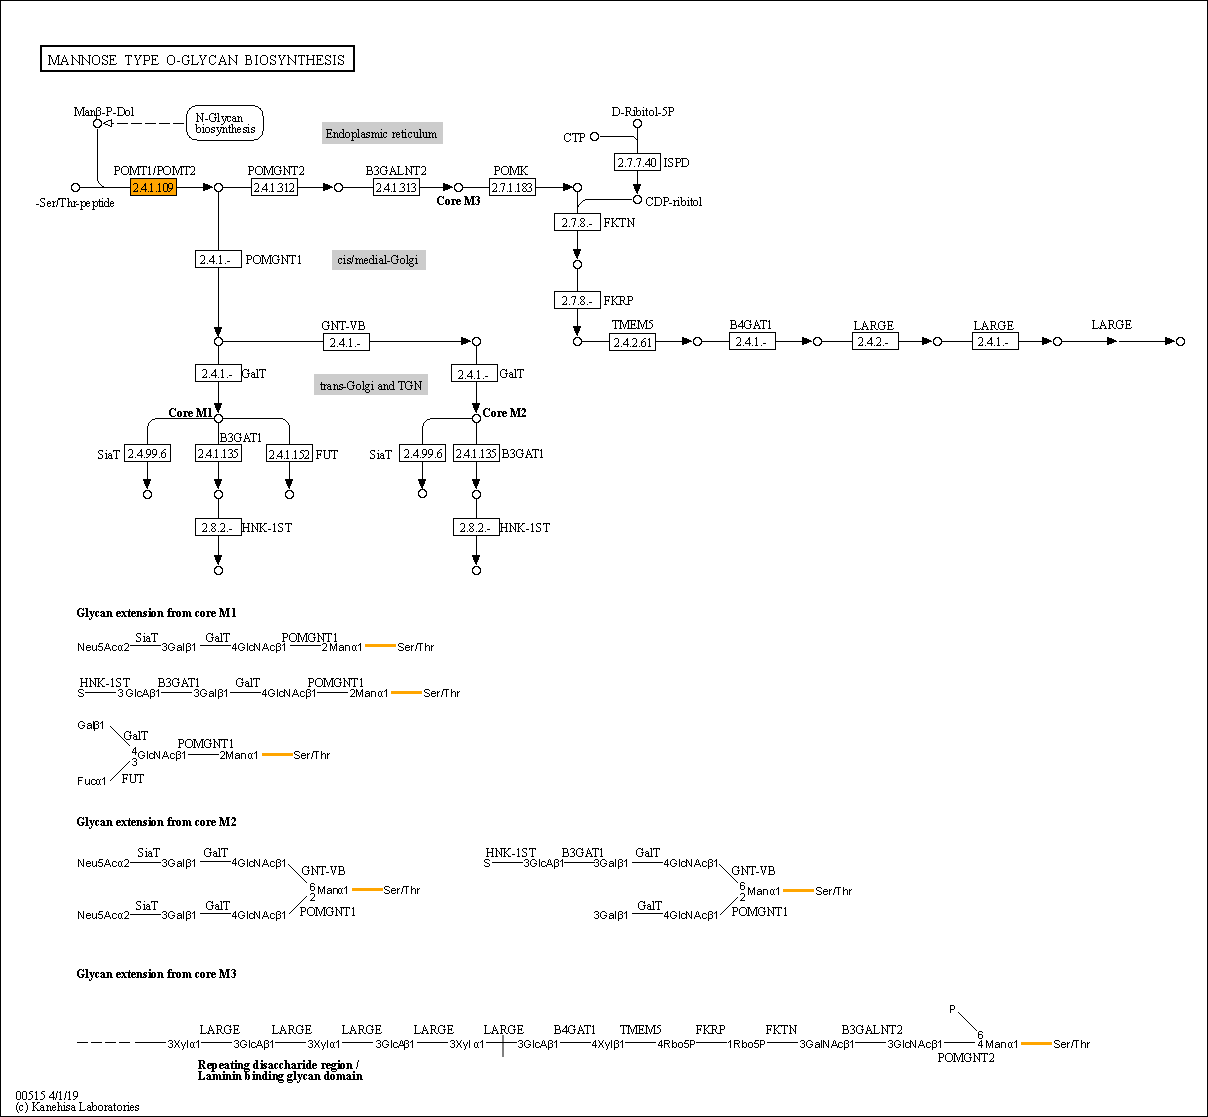 MANNOSE TYPE O-GLYCAN BIOSYNTHESIS
Manβ-P-Dol
N-Glycan
biosynthesis
Endoplasmic reticulum
D-Ribitol-5P
CTP
2.7.7.40 ISPD
POMT1/POMT2 POMGNT2 B3GALNT2 POMK
2.4.1.109 2.4.1.312 2.4.1.313 2.7.1.183
-Ser/Thr-peptide
Core M3
CDP-ribitol
2.7.8.- FKTN
2.4.1.- POMGNT1
cis/medial-Golgi
2.7.8.- FKRP
GNT-VB TMEM5 B4GAT1 LARGE LARGE LARGE
2.4.1.- 2.4.2.61 2.4.1.- 2.4.2.- 2.4.1.-
2.4.1.- GalT
2.4.1.- GalT
trans-Golgi and TGN
Core M1
Core M2
B3GAT1
SiaT 2.4.99.6 2.4.1.135 2.4.1.152 FUT
SiaT 2.4.99.6 2.4.1.135 B3GAT1
2.8.2.- HNK-1ST
2.8.2.- HNK-1ST
Glycan extension from core M1
SiaT GalT POMGNT1
Neu5Acα2 3Galβ1 4GlcNAcβ1 2Manα1 Ser/Thr
HNK-1ST B3GAT1 GalT POMGNT1
S 3GlcAβ1 3Galβ1 4GlcNAcβ1 2Manα1 Ser/Thr
Galβ1
GalT
POMGNT1
4
3
GlcNAcβ1 2Manα1 Ser/Thr
Fucα1 FUT
Glycan extension from core M2
SiaT GalT
Neu5Acα2 3Galβ1 4GlcNAcβ1
GNT-VB
6
2
Manα1 Ser/Thr
SiaT GalT POMGNT1
Neu5Acα2 3Galβ1 4GlcNAcβ1
HNK-1ST B3GAT1 GalT
S 3GlcAβ1 3Galβ1 4GlcNAcβ1
GNT-VB
6
2
Manα1 Ser/Thr
GalT POMGNT1
3Galβ1 4GlcNAcβ1
Glycan extension from core M3
P
LARGE LARGE LARGE LARGE LARGE B4GAT1 TMEM5 FKRP FKTN B3GALNT2
6
3Xylα1 3GlcAβ1 3Xylα1 3GlcAβ1 3Xylα1 3GlcAβ1 4Xylβ1 4Rbo5P 1Rbo5P 3GalNAcβ1 3GlcNAcβ1 4 Manα1 Ser/Thr
POMGNT2
Repeating disaccharide region /
Laminin binding glycan domain
00515 4/1/19
(c) Kanehisa Laboratories